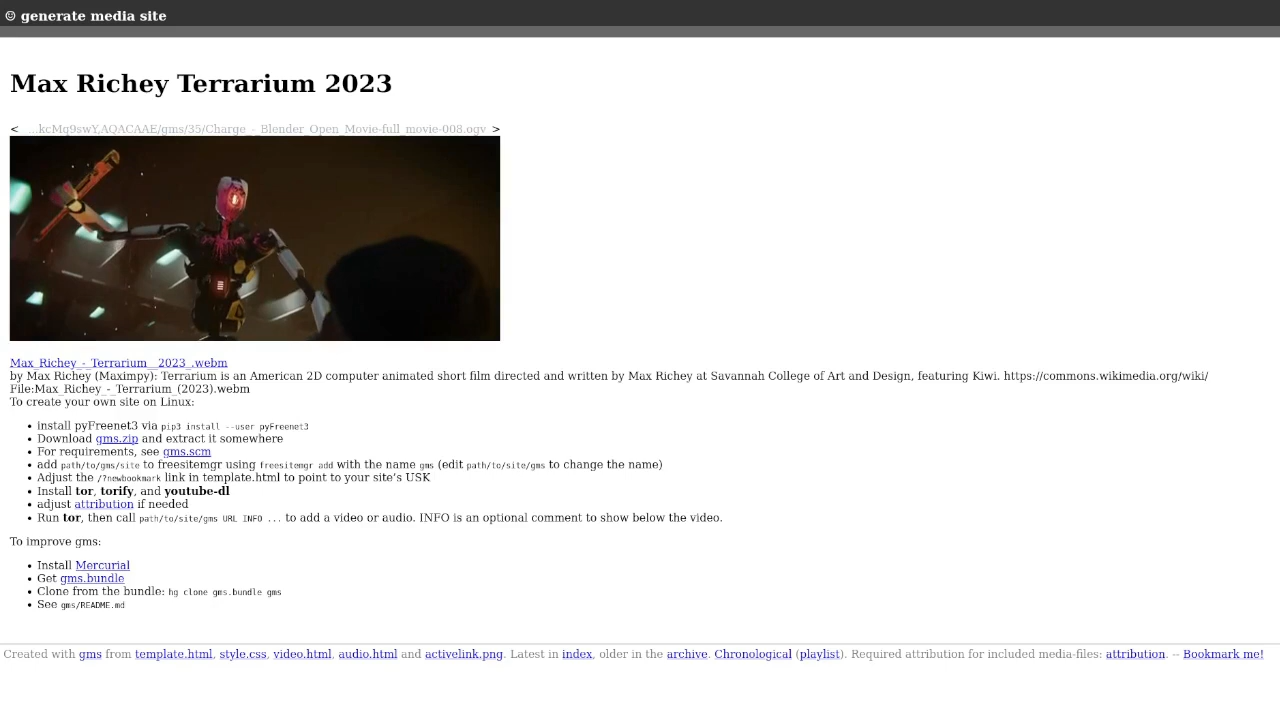 ☺ generate media site
Max Richey Terrarium 2023
< ...kcMq9swY,AQACAAE/gms/35/Charge_-_Blender_Open_Movie-full_movie-008.ogv >
Max_Richey_-_Terrarium__2023_.webm
by Max Richey (Maximpy): Terrarium is an American 2D computer animated short film directed and written by Max Richey at Savannah College of Art and Design, featuring Kiwi. https://commons.wikimedia.org/wiki/
File:Max_Richey_-_Terrarium_(2023).webm
To create your own site on Linux:
• install pyFreenet3 via pip3 install --user pyFreenet3
• Download gms.zip and extract it somewhere
• For requirements, see gms.scm
• add path/to/gms/site to freesitemgr using freesitemgr add with the name gms (edit path/to/site/gms to change the name)
• Adjust the /?newbookmark link in template.html to point to your site’s USK
• Install tor, torify, and youtube-dl
• adjust attribution if needed
• Run tor, then call path/to/site/gms URL INFO ... to add a video or audio. INFO is an optional comment to show below the video.
To improve gms:
• Install Mercurial
• Get gms.bundle
• Clone from the bundle: hg clone gms.bundle gms
• See gms/README.md
Created with gms from template.html, style.css, video.html, audio.html and activelink.png. Latest in index, older in the archive. Chronological (playlist). Required attribution for included media-files: attribution. -- Bookmark me!